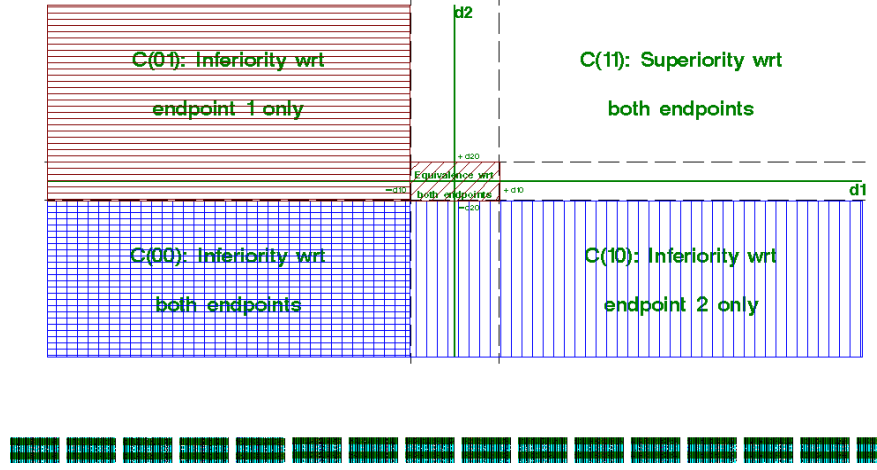 d2
C(01): Inferiority wrt
endpoint 1 only
C(11): Superiority wrt
both endpoints
+d20
Equivalence wrt
−d10
both endpoints
+d10
d1
−d20
C(00): Inferiority wrt
both endpoints
C(10): Inferiority wrt
endpoint 2 only